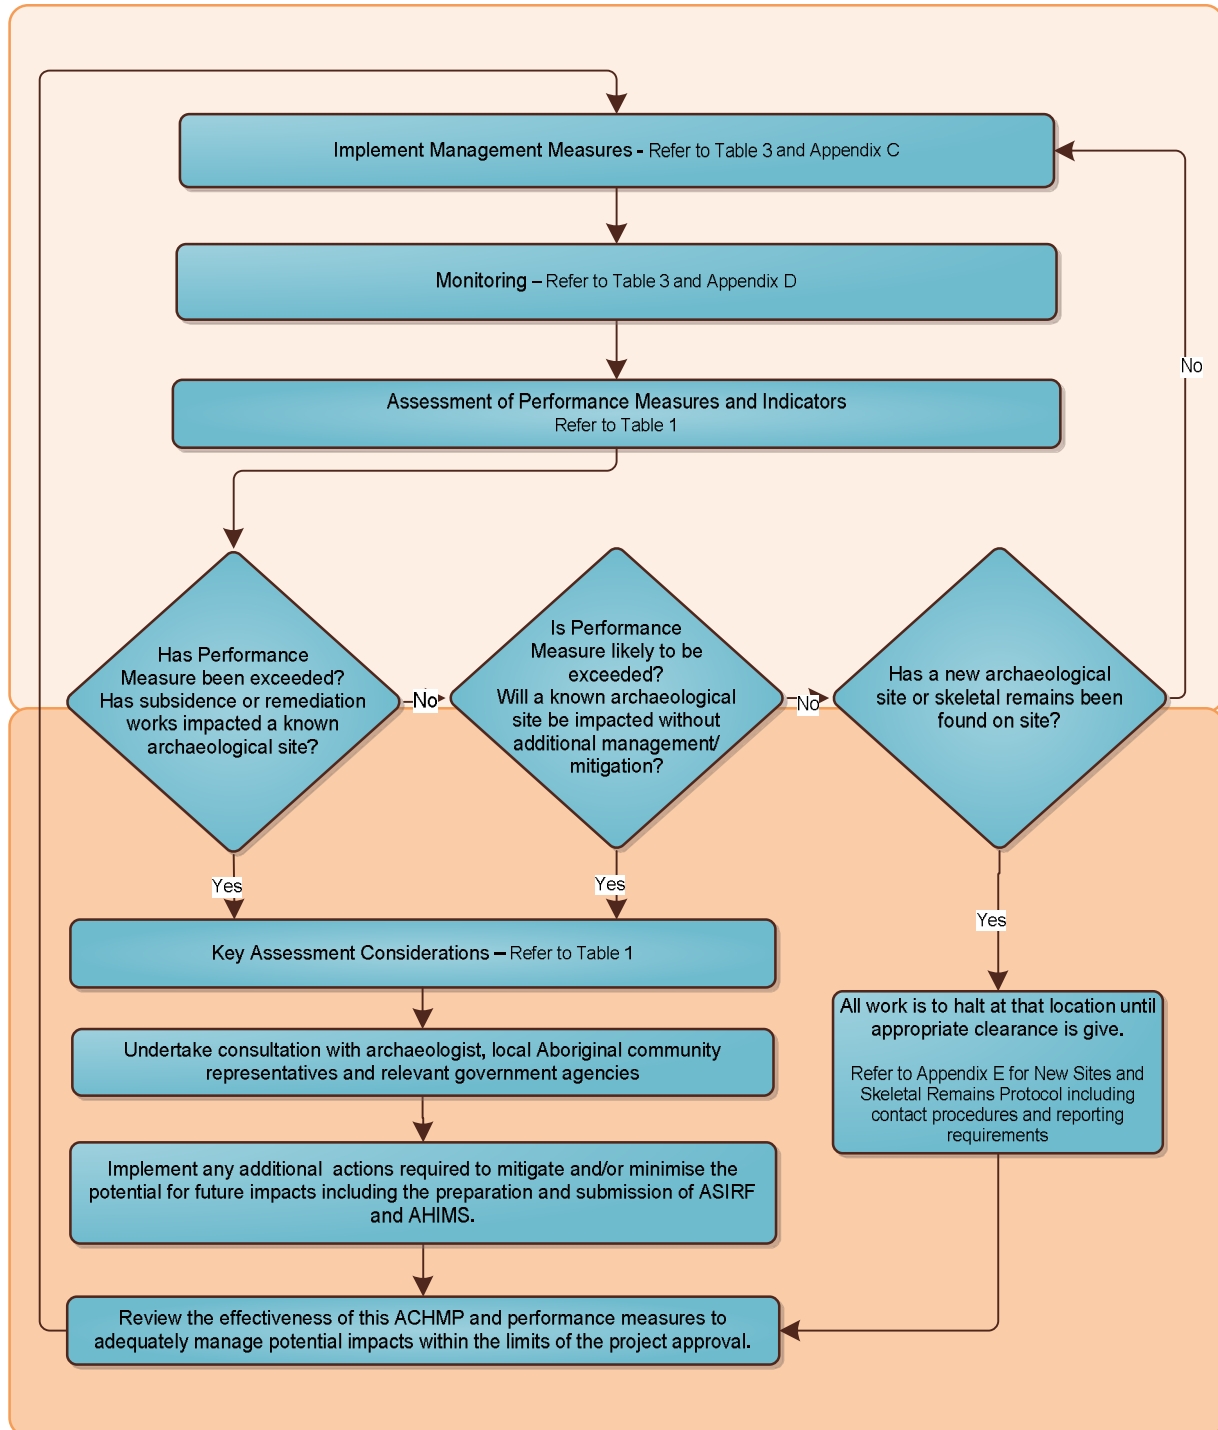 Implement Management Measures - Refer to Table 3 and Appendix C
Monitoring – Refer to Table 3 and Appendix D
Assessment of Performance Measures and Indicators
Refer to Table 1
Has Performance
Measure been exceeded?
Has subsidence or remediation
works impacted a known
archaeological site?
No
Is Performance
Measure likely to be
exceeded?
Will a known archaeological
site be impacted without
additional management/
mitigation?
No
Has a new archaeological
site or skeletal remains been
found on site?
No
Yes
Yes
Yes
Key Assessment Considerations – Refer to Table 1
Undertake consultation with archaeologist, local Aboriginal community
representatives and relevant government agencies
Implement any additional actions required to mitigate and/or minimise the
potential for future impacts including the preparation and submission of ASIRF
and AHIMS.
Review the effectiveness of this ACHMP and performance measures to
adequately manage potential impacts within the limits of the project approval.
All work is to halt at that location until
appropriate clearance is give.
Refer to Appendix E for New Sites and
Skeletal Remains Protocol including
contact procedures and reporting
requirements